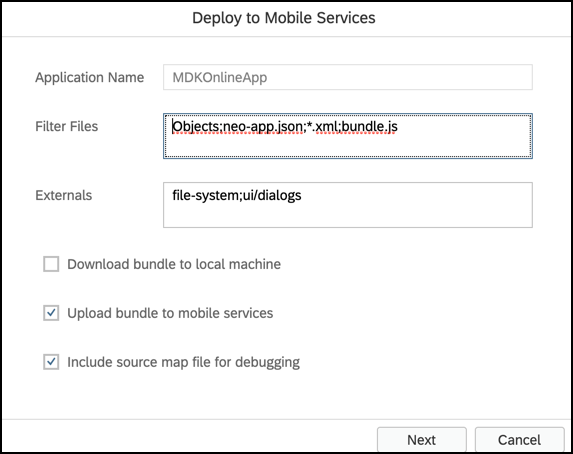 Deploy to Mobile Services
Application Name MDKOnlineApp
Filter Files Objects;neo-app.json;*.xml;bundle.js
Externals file-system;ui/dialogs
Download bundle to local machine
Upload bundle to mobile services
Include source map file for debugging
Next Cancel